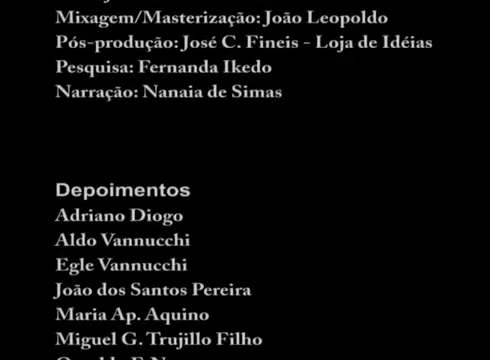 Mixagem/Masterização: João Leopoldo
Pós-produção: José C. Fineis - Loja de Idéias
Pesquisa: Fernanda Ikedo
Narração: Nanaia de Simas
Depoimentos
Adriano Diogo
Aldo Vannucchi
Egle Vannucchi
João dos Santos Pereira
Maria Ap. Aquino
Miguel G. Trujillo Filho